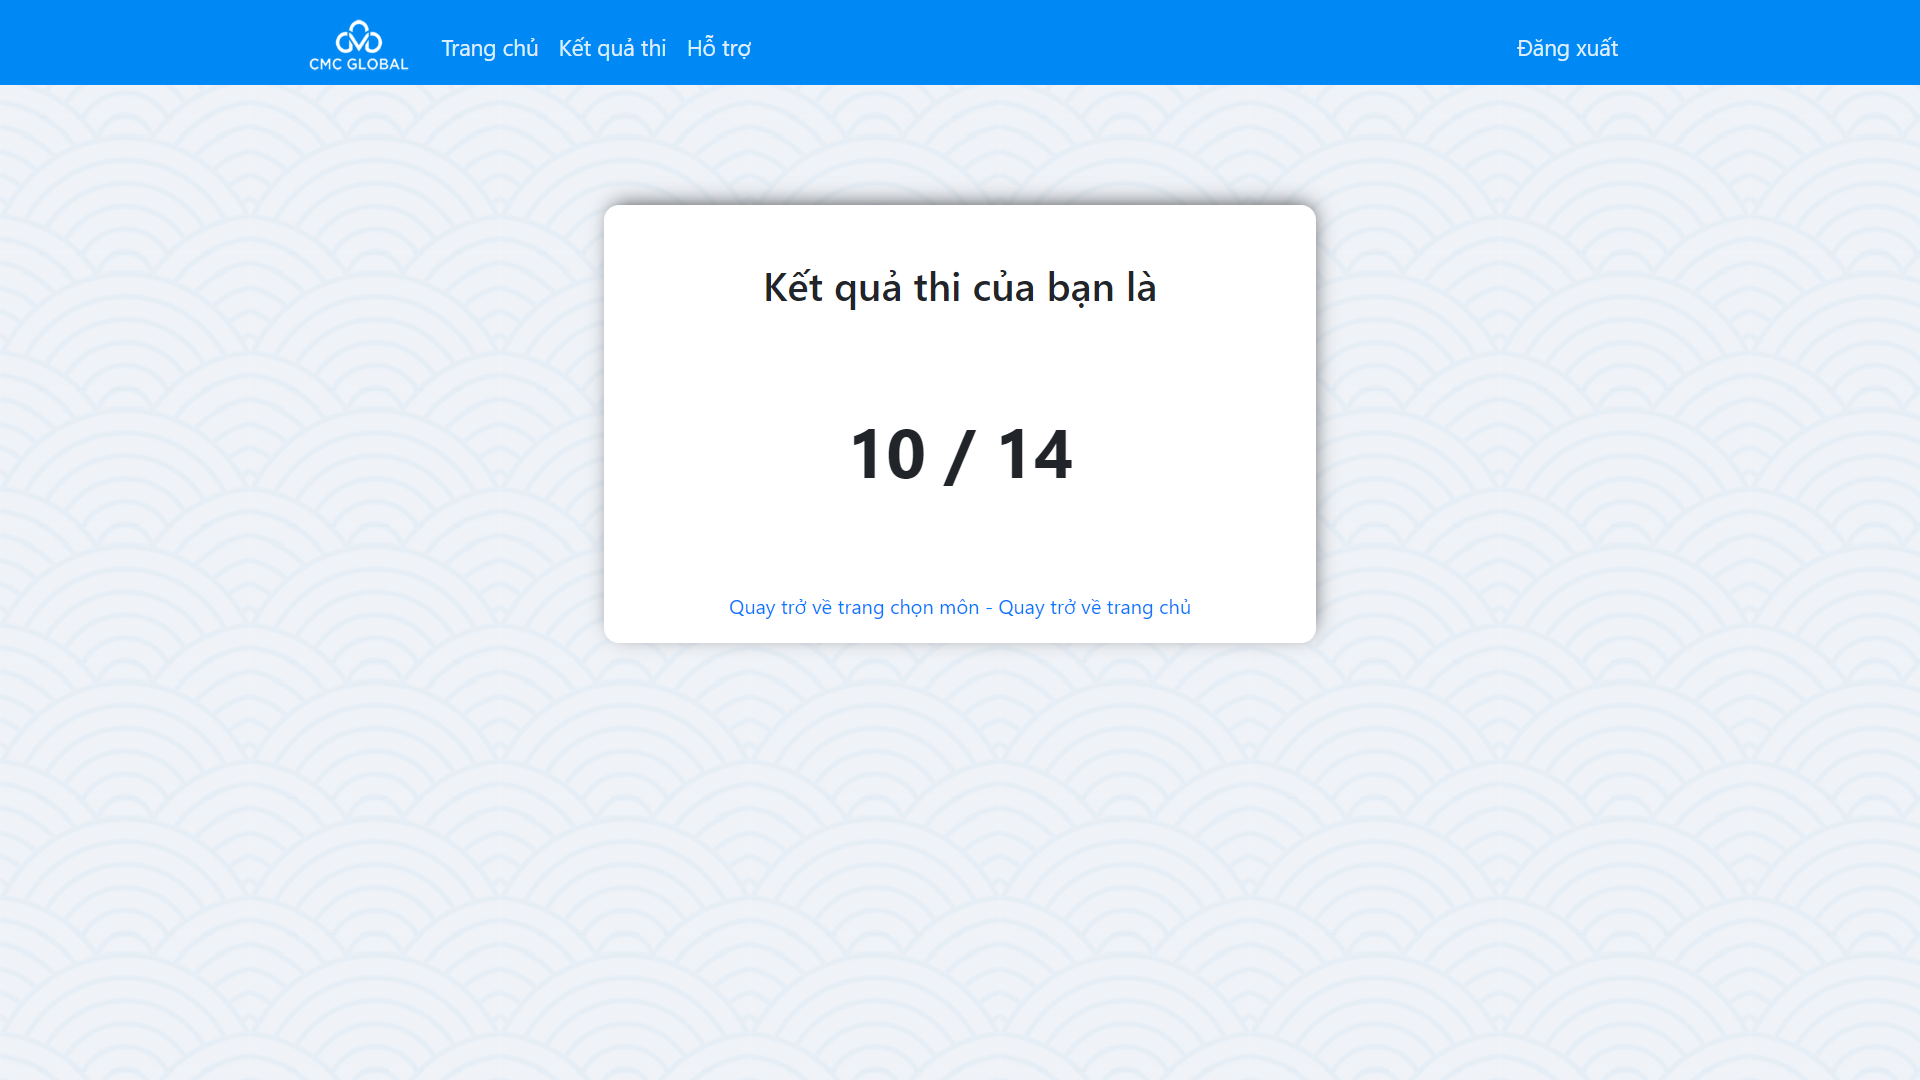 CMC GLOBAL
Trang chủ Kết quả thi Hỗ trợ Đăng xuất
Kết quả thi của bạn là
10 / 14
Quay trở về trang chọn môn - Quay trở về trang chủ